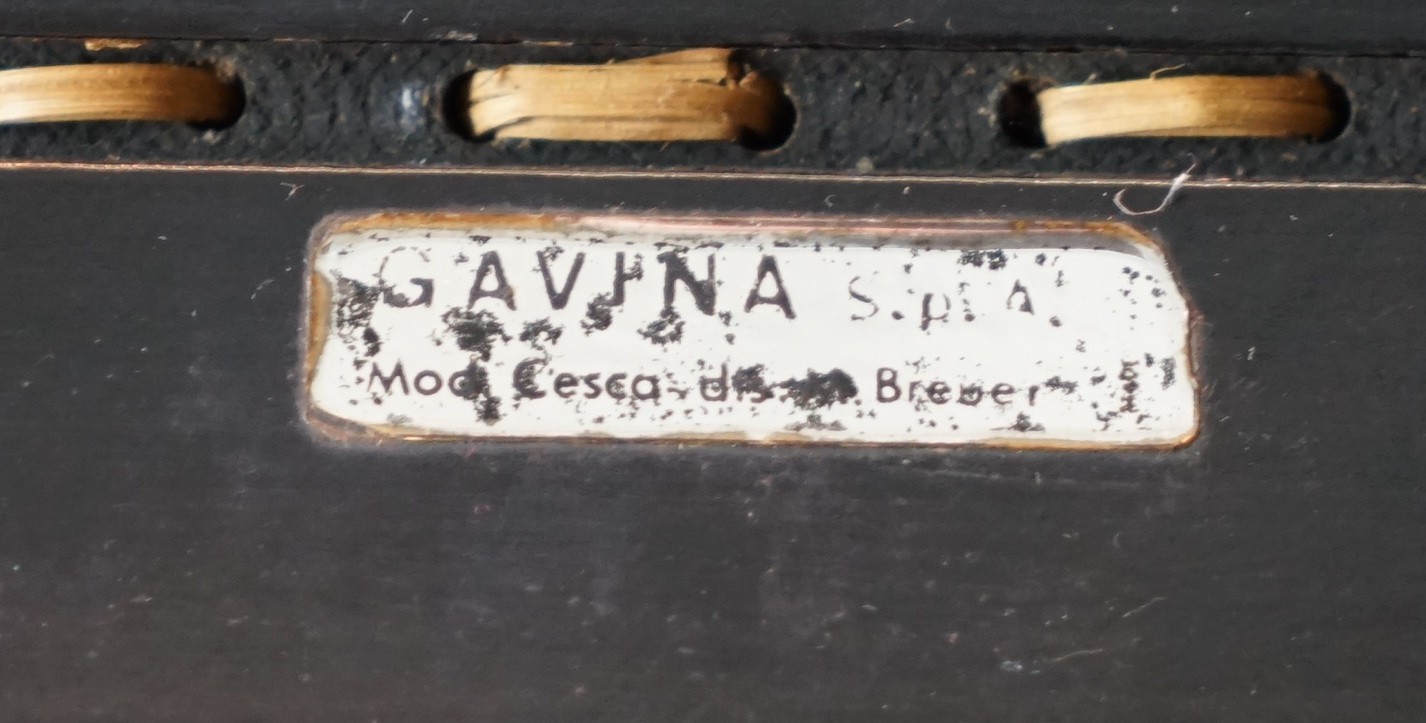 GAVINA S.p.A.
Mod. Cesca dis. Breuer